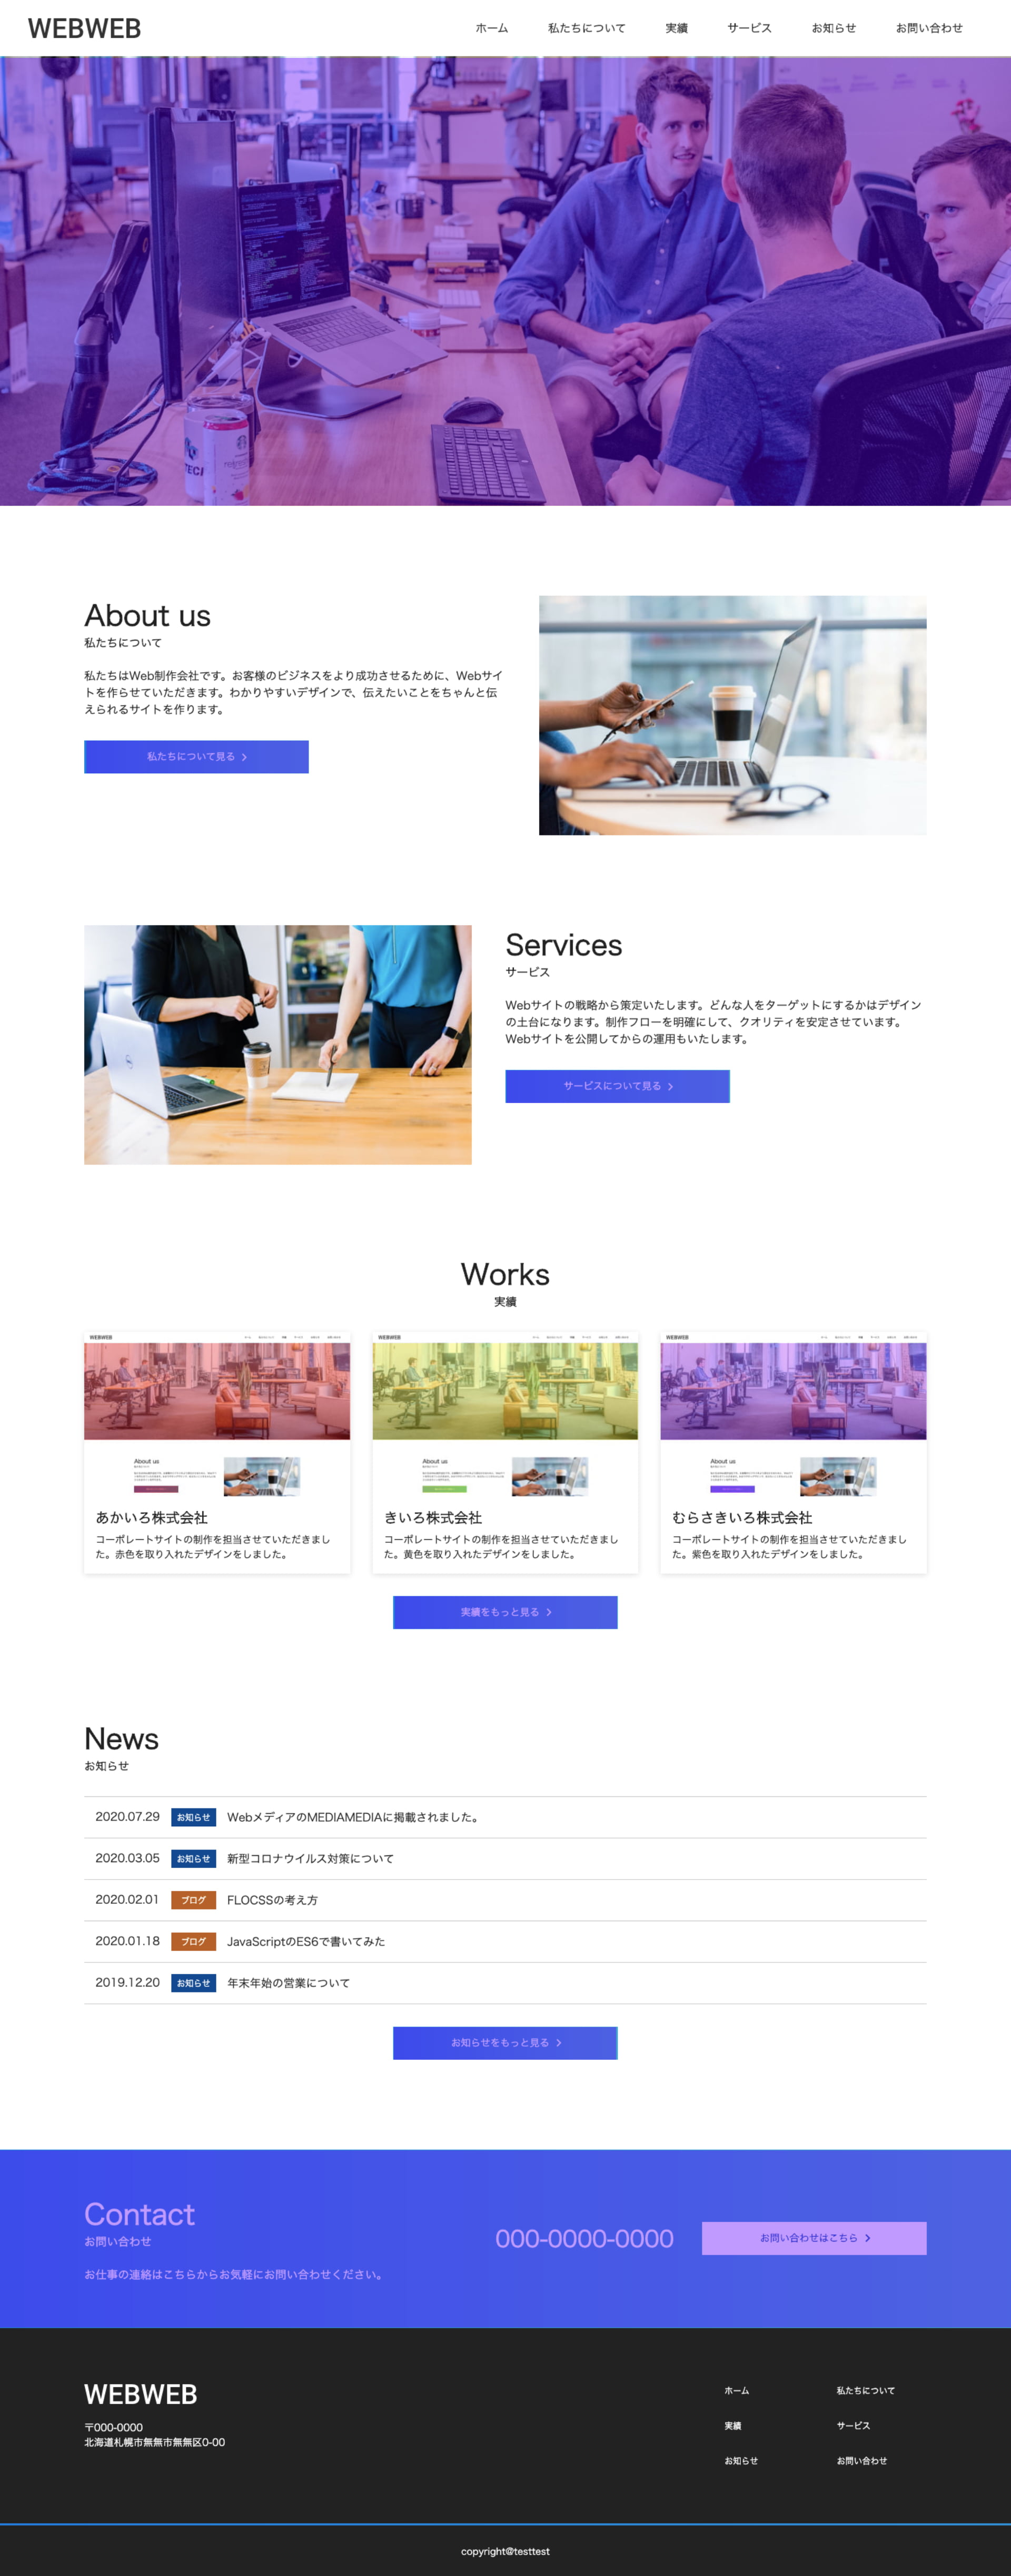 WEBWEB
ホーム 私たちについて 実績 サービス お知らせ お問い合わせ
About us
私たちについて
私たちはWeb制作会社です。お客様のビジネスをより成功させるために、Webサイ
トを作らせていただきます。わかりやすいデザインで、伝えたいことをちゃんと伝
えられるサイトを作ります。
私たちについて見る
Services
サービス
Webサイトの戦略から策定いたします。どんな人をターゲットにするかはデザイン
の土台になります。制作フローを明確にして、クオリティを安定させています。
Webサイトを公開してからの運用もいたします。
サービスについて見る
Works
実績
WEBWEB
About us
あかいろ株式会社
コーポレートサイトの制作を担当させていただきまし
た。赤色を取り入れたデザインをしました。
WEBWEB
About us
きいろ株式会社
コーポレートサイトの制作を担当させていただきまし
た。黄色を取り入れたデザインをしました。
WEBWEB
About us
むらさきいろ株式会社
コーポレートサイトの制作を担当させていただきまし
た。紫色を取り入れたデザインをしました。
実績をもっと見る
News
お知らせ
2020.07.29 お知らせ WebメディアのMEDIAMEDIAに掲載されました。
2020.03.05 お知らせ 新型コロナウイルス対策について
2020.02.01 ブログ FLOCSSの考え方
2020.01.18 ブログ JavaScriptのES6で書いてみた
2019.12.20 お知らせ 年末年始の営業について
お知らせをもっと見る
Contact
お問い合わせ
お仕事の連絡はこちらからお気軽にお問い合わせください。
000-0000-0000
お問い合わせはこちら
WEBWEB
〒000-0000
北海道札幌市無無市無無区0-00
ホーム 私たちについて
実績 サービス
お知らせ お問い合わせ
copyright@testtest